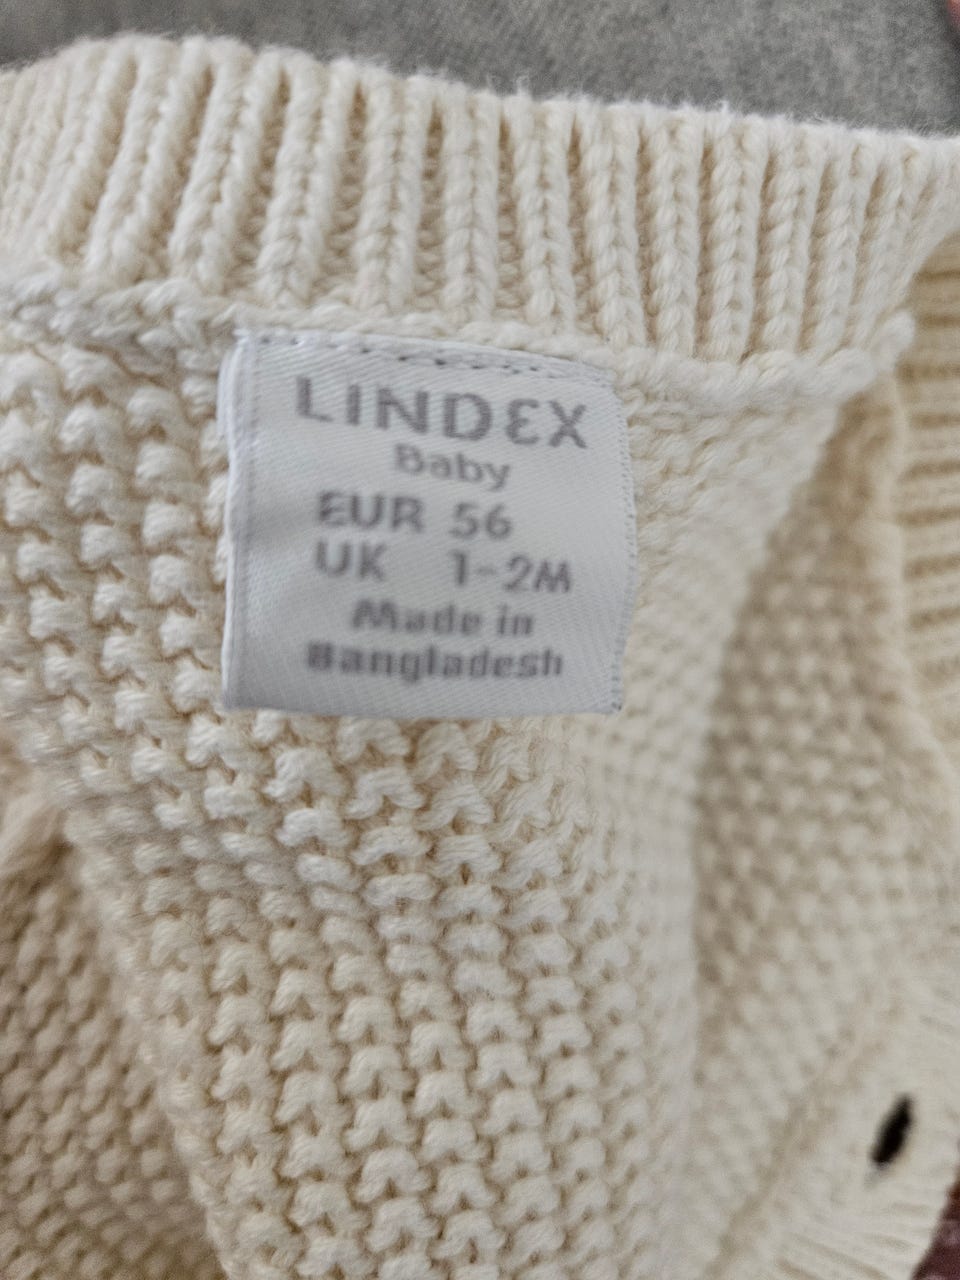 LINDEX
Baby
EUR 56
UK 1-2M
Made in
Bangladesh